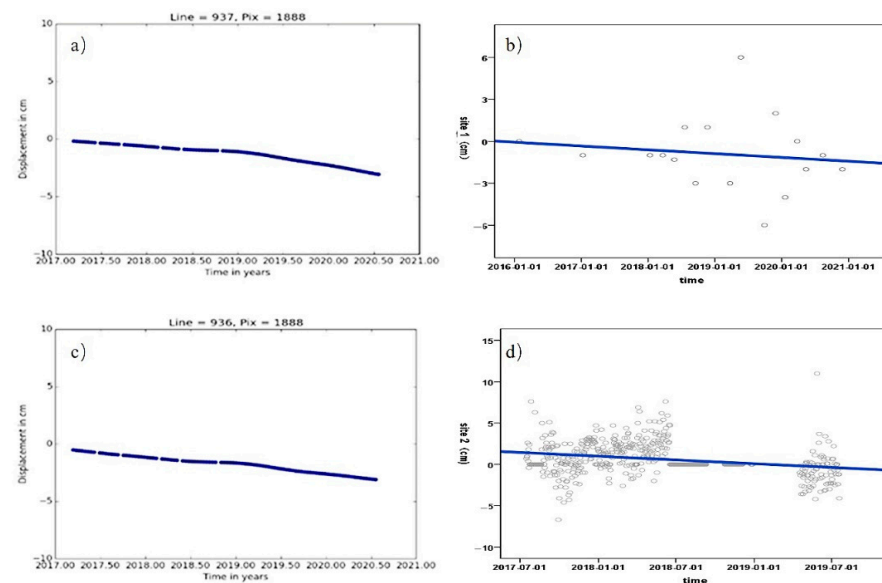 Line = 937, Pix = 1888
a)
10
5
0
−5
−10
2017.00 2017.50 2018.00 2018.50 2019.00 2019.50 2020.00 2020.50 2021.00
Time in years
Displacement in cm
b)
6
3
0
-3
-6
site_1 (cm)
2016-01-01 2017-01-01 2018-01-01 2019-01-01 2020-01-01 2021-01-01
time
Line = 936, Pix = 1888
c)
10
5
0
−5
−10
2017.00 2017.50 2018.00 2018.50 2019.00 2019.50 2020.00 2020.50 2021.00
Time in years
Displacement in cm
d)
15
10
5
0
-5
-10
site 2 (cm)
2017-07-01 2018-01-01 2018-07-01 2019-01-01 2019-07-01
time